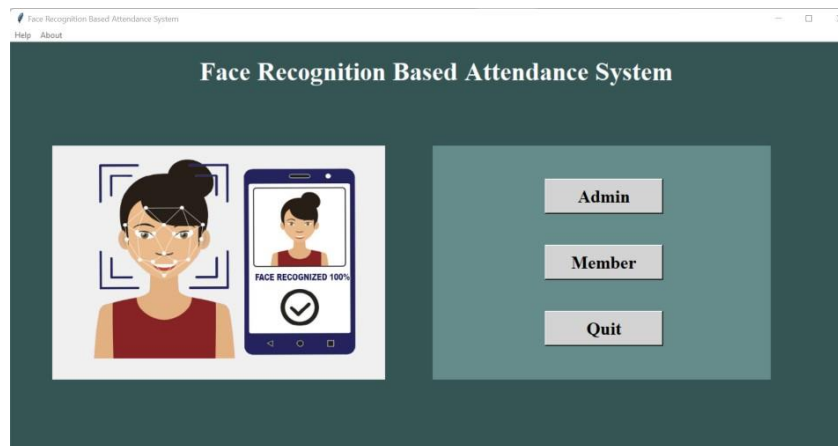 Face Recognition Based Attendance System
Help About
Face Recognition Based Attendance System
FACE RECOGNIZED 100%
Admin
Member
Quit